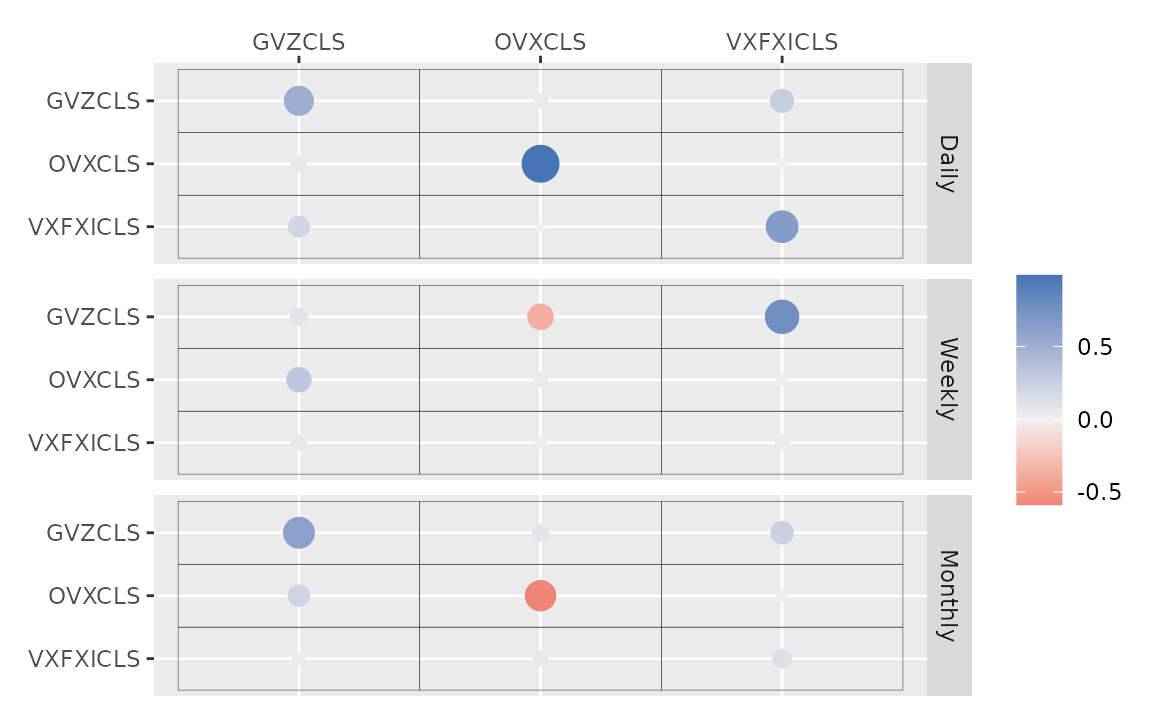 GVZCLS OVXCLS VXFXICLS
GVZCLS
OVXCLS
VXFXICLS
Daily
GVZCLS
OVXCLS
VXFXICLS
Weekly
GVZCLS
OVXCLS
VXFXICLS
Monthly
0.5
0.0
-0.5